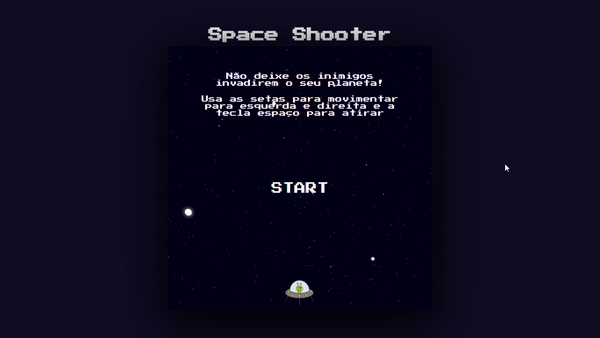 Space Shooter
Não deixe os inimigos
invadirem o seu planeta!
Usa as setas para movimentar
para esquerda e direita e a
tecla espaço para atirar
START